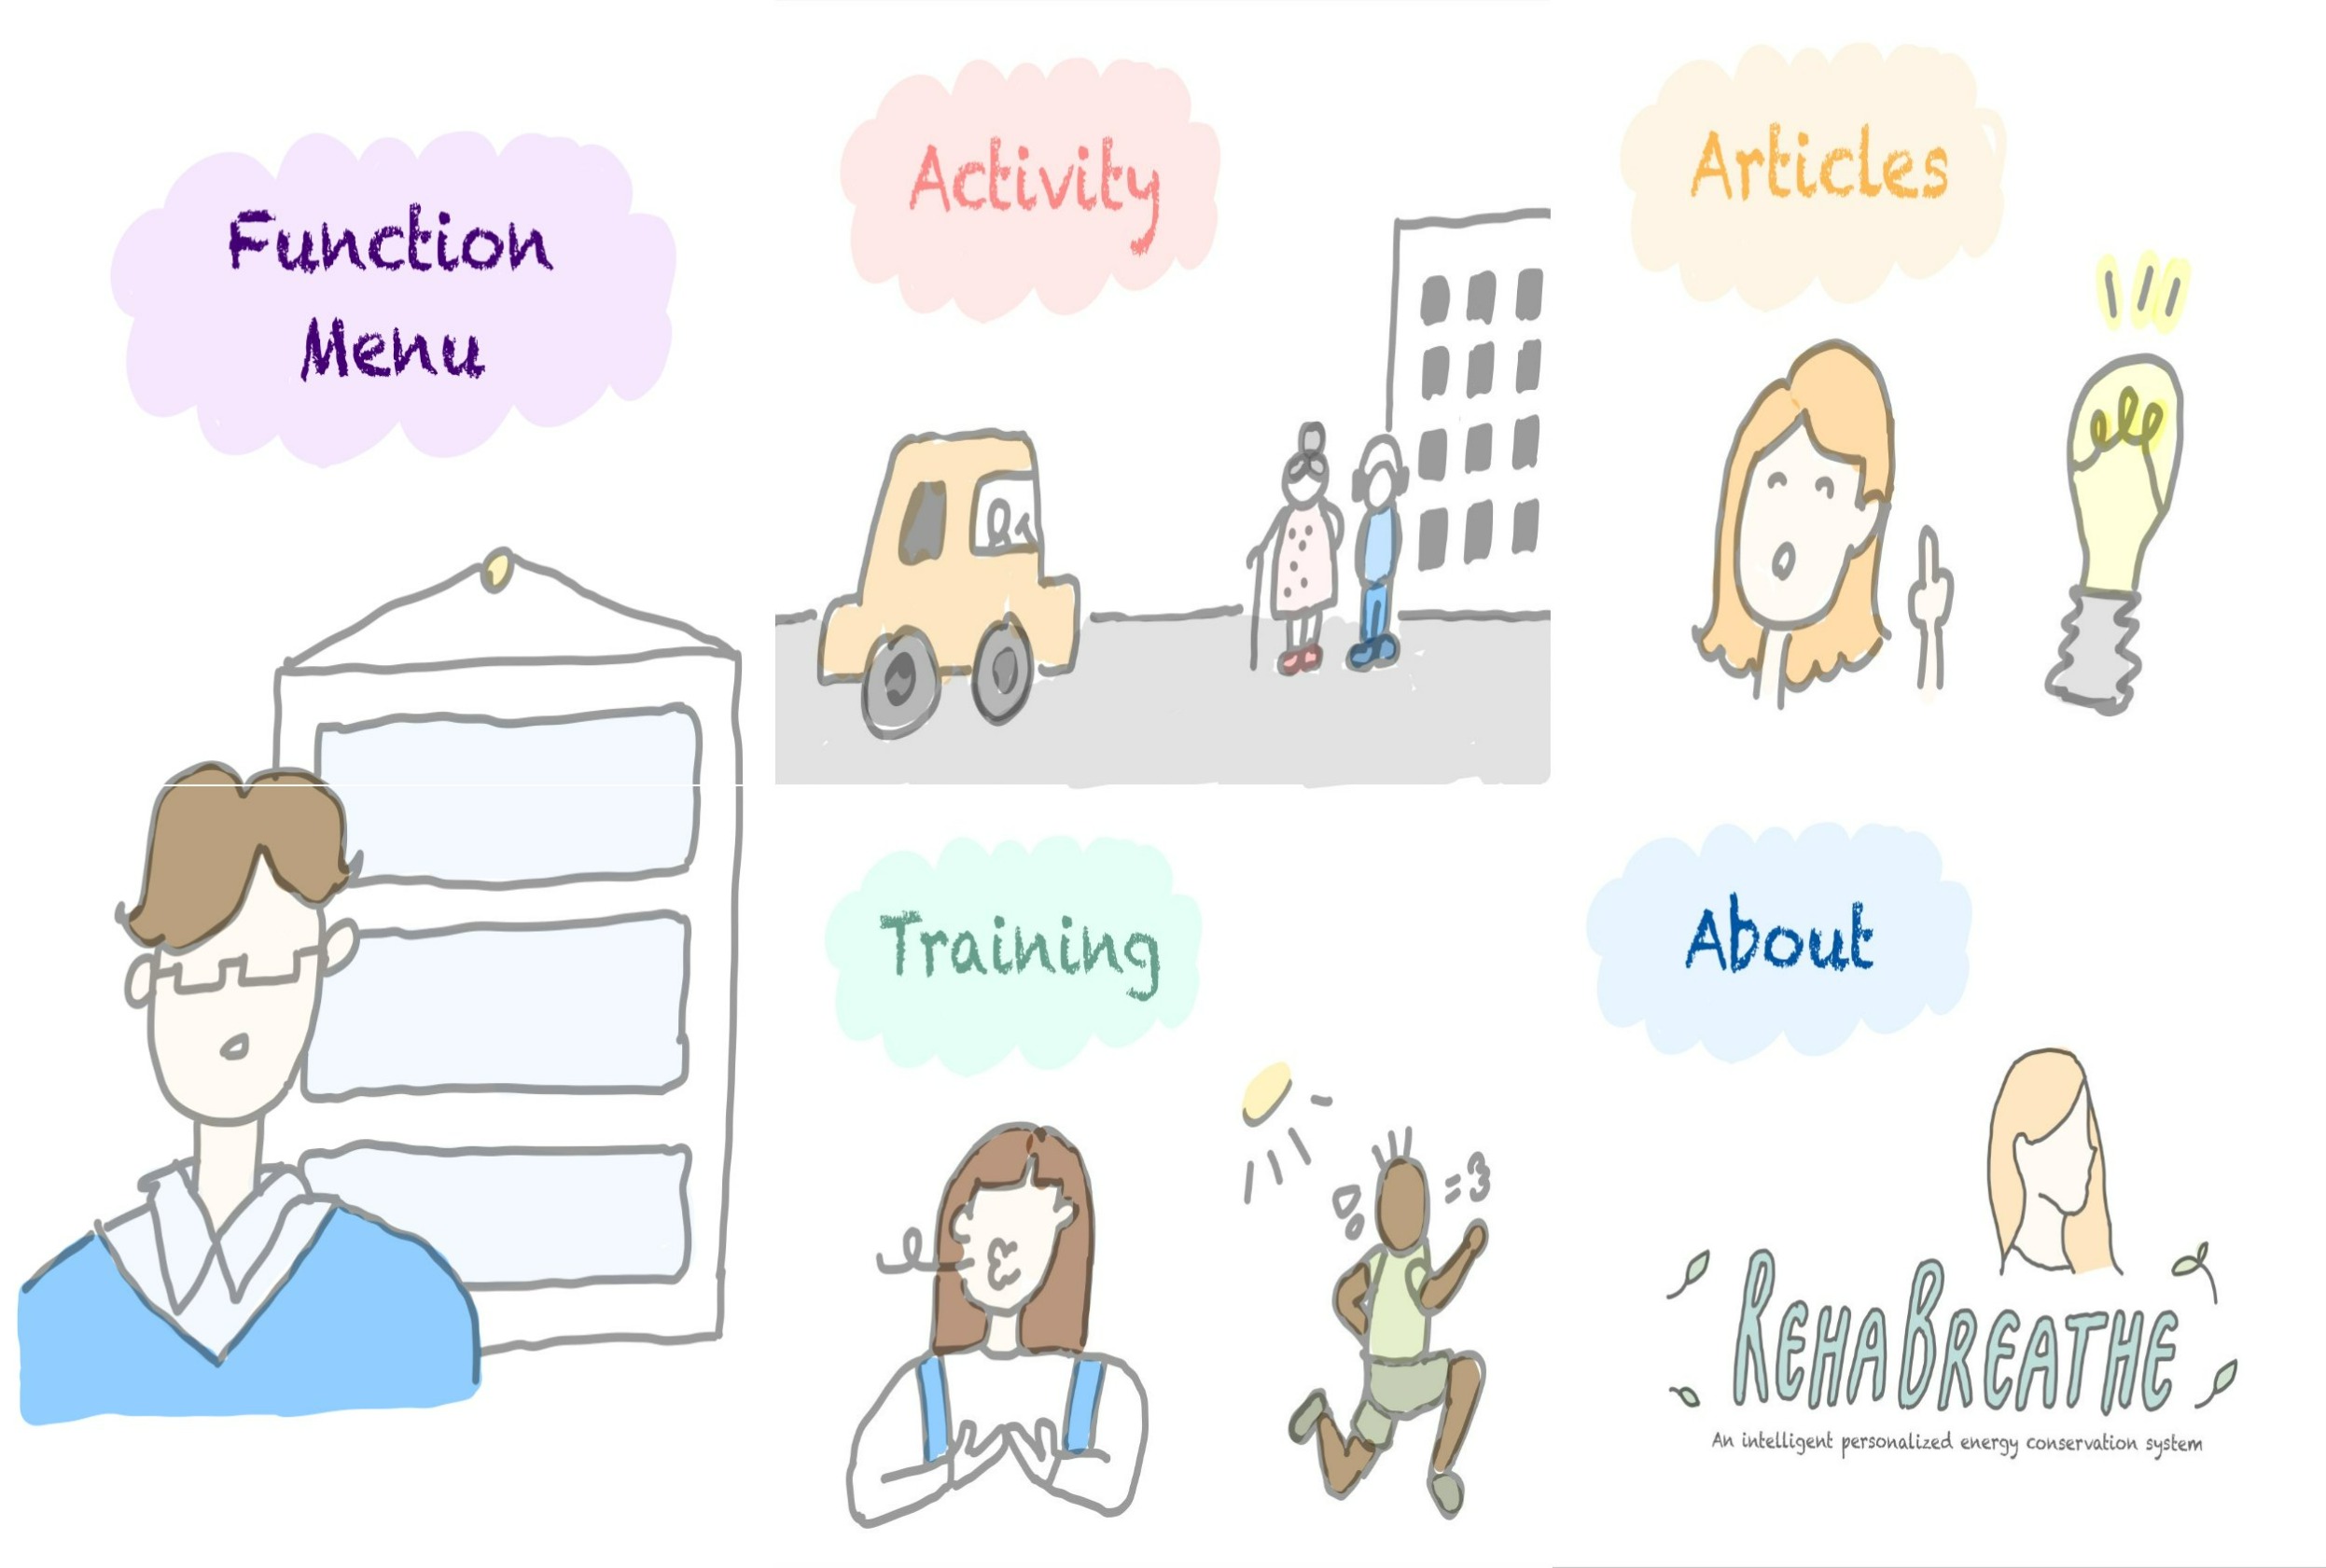 Function
Menu
Activity
Articles
Training
About
REHABREATHE
An intelligent personalized energy conservation system